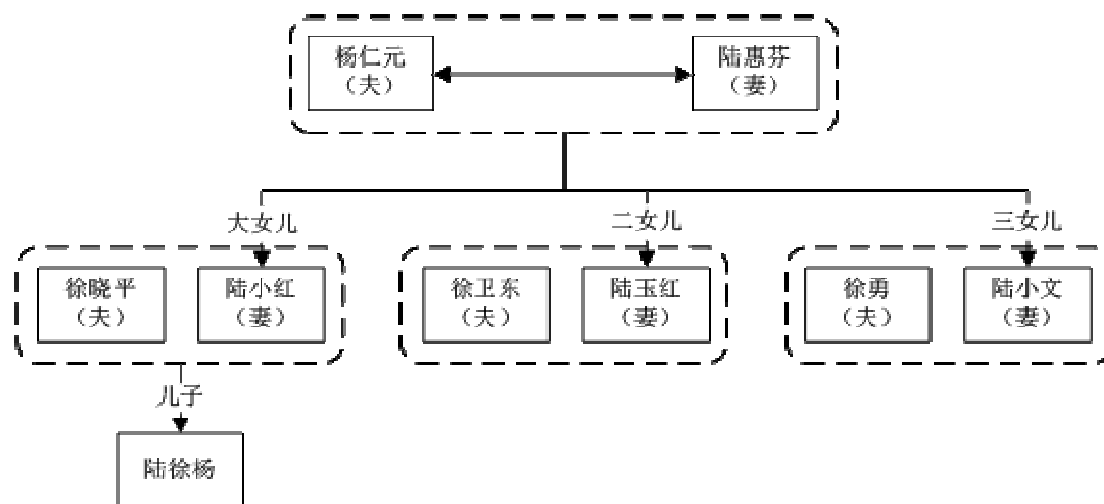 杨仁元
（夫）
陆惠芬
（妻）
大女儿
二女儿
三女儿
徐晓平
（夫）
陆小红
（妻）
徐卫东
（夫）
陆玉红
（妻）
徐勇
（夫）
陆小文
（妻）
儿子
陆徐杨